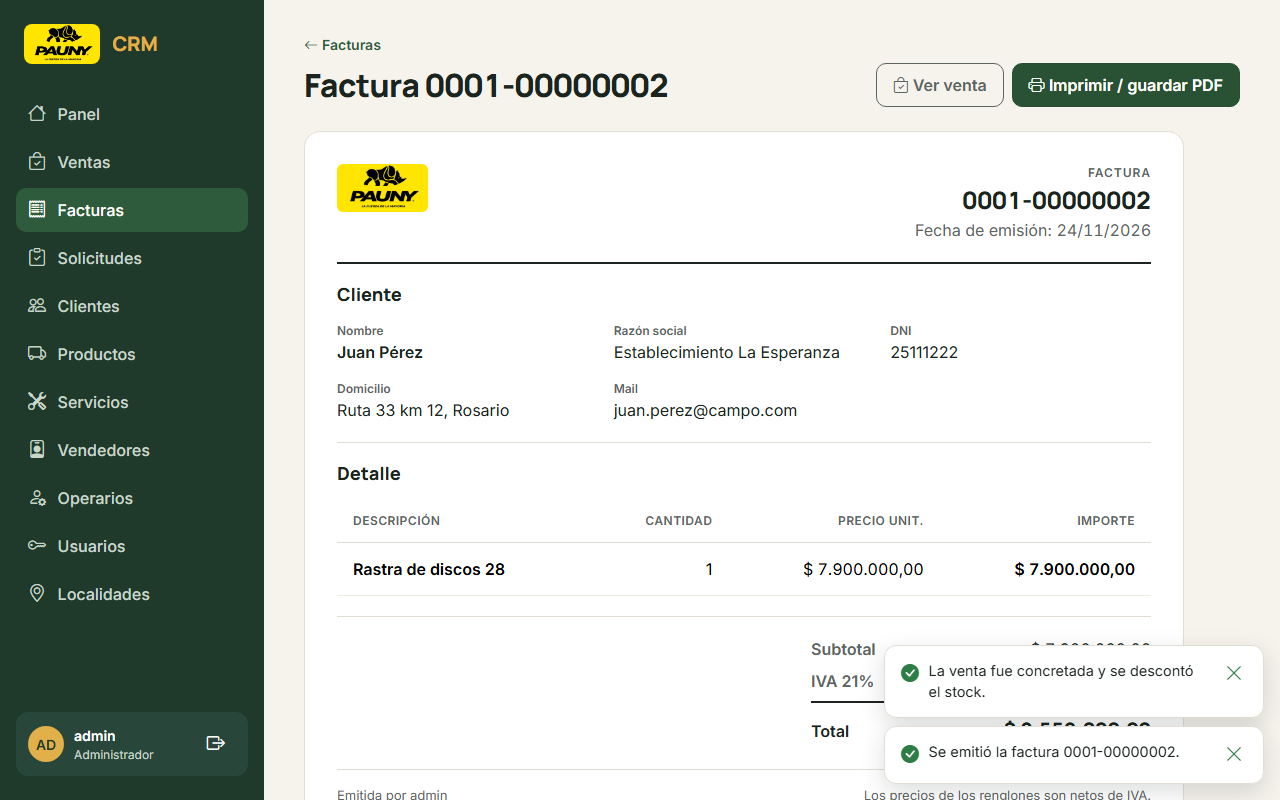 PAUNY
CRM
Panel
Ventas
Facturas
Solicitudes
Clientes
Productos
Servicios
Vendedores
Operarios
Usuarios
Localidades
AD
admin
Administrador
← Facturas
Factura 0001-00000002
Ver venta
Imprimir / guardar PDF
PAUNY
FACTURA
0001-00000002
Fecha de emisión: 24/11/2026
Cliente
Nombre
Razón social
DNI
Juan Pérez
Establecimiento La Esperanza
25111222
Domicilio
Mail
Ruta 33 km 12, Rosario
juan.perez@campo.com
Detalle
DESCRIPCIÓN CANTIDAD PRECIO UNIT. IMPORTE
Rastra de discos 28 1 $ 7.900.000,00 $ 7.900.000,00
Subtotal
IVA 21%
Total
La venta fue concretada y se descontó
el stock.
Se emitió la factura 0001-00000002.
Emitida por admin
Los precios de los renglones son netos de IVA.